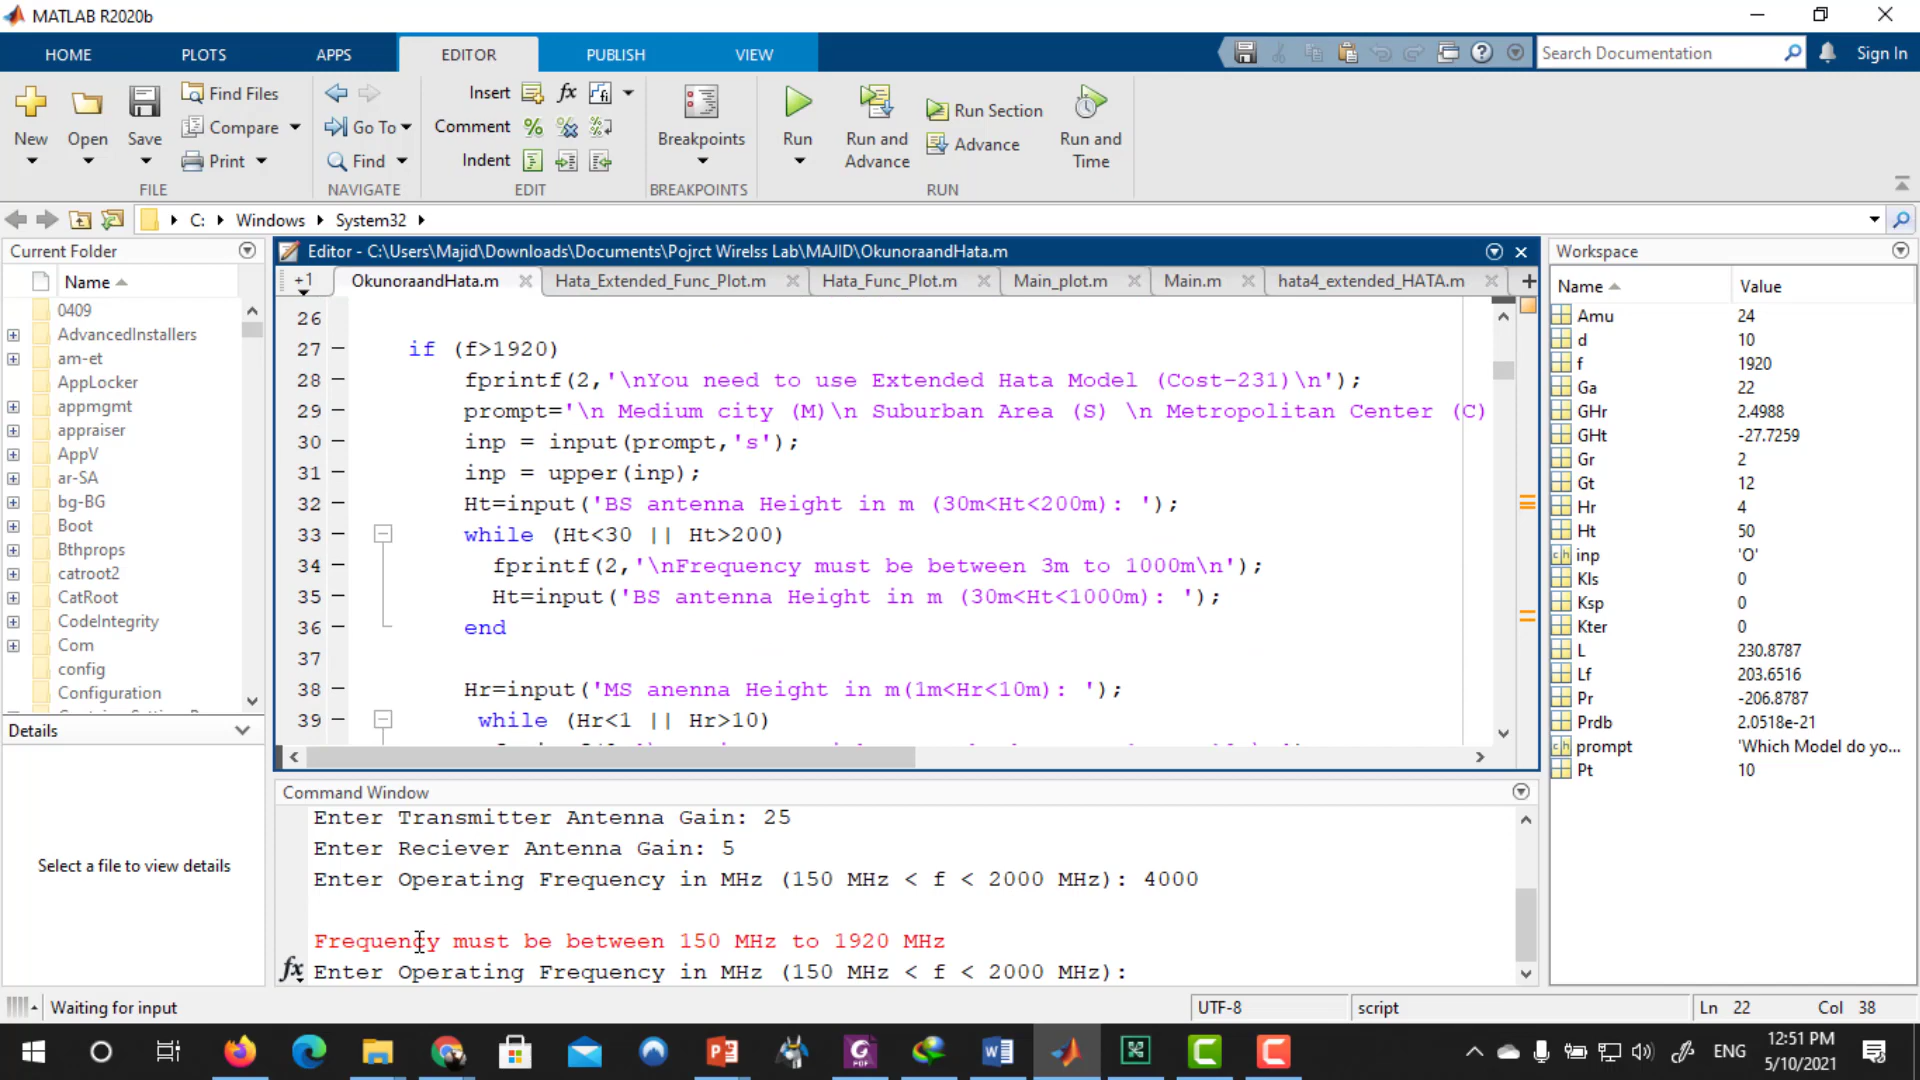 MATLAB R2020b
HOME PLOTS APPS EDITOR PUBLISH VIEW
Search Documentation
Sign In
New
Open
Save
Find Files
Compare
Print
FILE
Go To
Find
NAVIGATE
Insert
Comment
Indent
EDIT
Breakpoints
BREAKPOINTS
Run
Run and
Advance
Run Section
Advance
Run and
Time
RUN
C: Windows System32
Current Folder
Name
0409
AdvancedInstallers
am-et
AppLocker
appmgmt
appraiser
AppV
ar-SA
bg-BG
Boot
Bthprops
catroot2
CatRoot
CodeIntegrity
Com
config
Configuration
Details
Select a file to view details
Editor - C:\Users\Majid\Downloads\Documents\Pojrct Wirelss Lab\MAJID\OkunoraandHata.m
+1 OkunoraandHata.m Hata_Extended_Func_Plot.m Hata_Func_Plot.m Main_plot.m Main.m hata4_extended_HATA.m
26
27 if (f>1920)
28 fprintf(2,'\nYou need to use Extended Hata Model (Cost-231)\n');
29 prompt='\n Medium city (M)\n Suburban Area (S) \n Metropolitan Center (C)
30 inp = input(prompt,'s');
31 inp = upper(inp);
32 Ht=input('BS antenna Height in m (30m<Ht<200m): ');
33 while (Ht<30 || Ht>200)
34 fprintf(2,'\nFrequency must be between 3m to 1000m\n');
35 Ht=input('BS antenna Height in m (30m<Ht<1000m): ');
36 end
37
38 Hr=input('MS anenna Height in m(1m<Hr<10m): ');
39 while (Hr<1 || Hr>10)
Command Window
Enter Transmitter Antenna Gain: 25
Enter Reciever Antenna Gain: 5
Enter Operating Frequency in MHz (150 MHz < f < 2000 MHz): 4000
Frequency must be between 150 MHz to 1920 MHz
fx Enter Operating Frequency in MHz (150 MHz < f < 2000 MHz):
Workspace
Name Value
Amu 24
d 10
f 1920
Ga 22
GHr 2.4988
GHt -27.7259
Gr 2
Gt 12
Hr 4
Ht 50
inp 'O'
Kls 0
Ksp 0
Kter 0
L 230.8787
Lf 203.6516
Pr -206.8787
Prdb 2.0518e-21
prompt 'Which Model do yo...
Pt 10
Waiting for input
UTF-8
script
Ln 22 Col 38
ENG
12:51 PM
5/10/2021